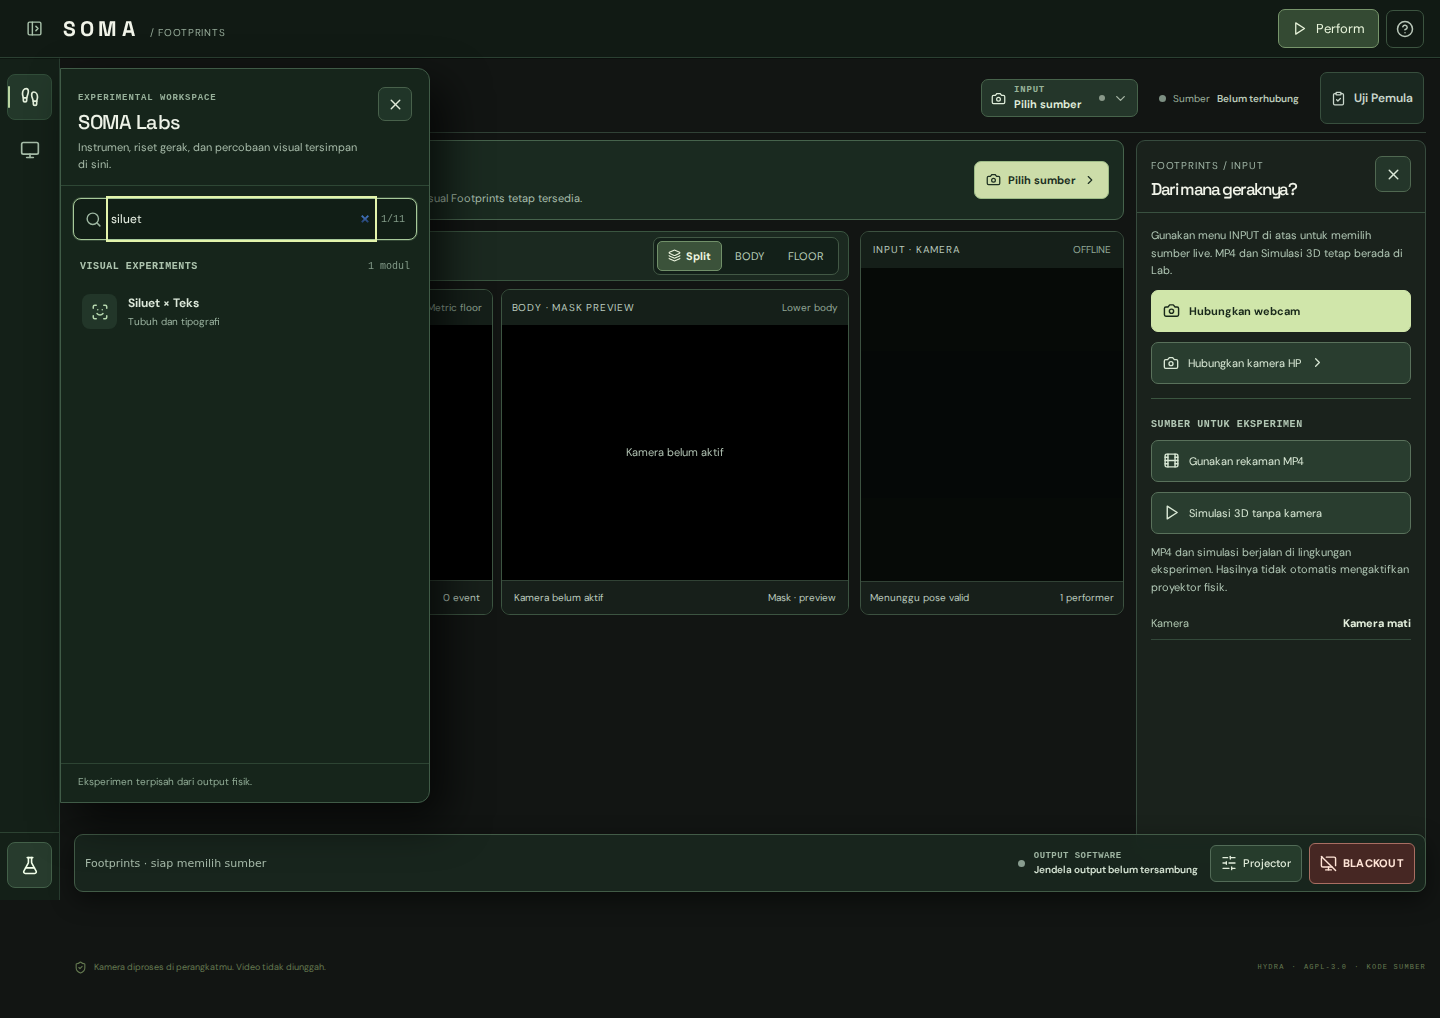 SOMA / FOOTPRINTS
Perform
EXPERIMENTAL WORKSPACE
SOMA Labs
Instrumen, riset gerak, dan percobaan visual tersimpan
di sini.
siluet
1/11
VISUAL EXPERIMENTS
1 modul
Siluet × Teks
Tubuh dan tipografi
Eksperimen terpisah dari output fisik.
INPUT
Pilih sumber
Sumber Belum terhubung
Uji Pemula
sual Footprints tetap tersedia.
Pilih sumber
Split
BODY
FLOOR
Metric floor
0 event
BODY · MASK PREVIEW
Lower body
Kamera belum aktif
Kamera belum aktif
Mask · preview
INPUT · KAMERA
OFFLINE
Menunggu pose valid
1 performer
FOOTPRINTS / INPUT
Dari mana geraknya?
Gunakan menu INPUT di atas untuk memilih
sumber live. MP4 dan Simulasi 3D tetap berada di
Lab.
Hubungkan webcam
Hubungkan kamera HP
SUMBER UNTUK EKSPERIMEN
Gunakan rekaman MP4
Simulasi 3D tanpa kamera
MP4 dan simulasi berjalan di lingkungan
eksperimen. Hasilnya tidak otomatis mengaktifkan
proyektor fisik.
Kamera
Kamera mati
Footprints · siap memilih sumber
OUTPUT SOFTWARE
Jendela output belum tersambung
Projector
BLACKOUT
Kamera diproses di perangkatmu. Video tidak diunggah.
HYDRA · AGPL-3.0 · KODE SUMBER